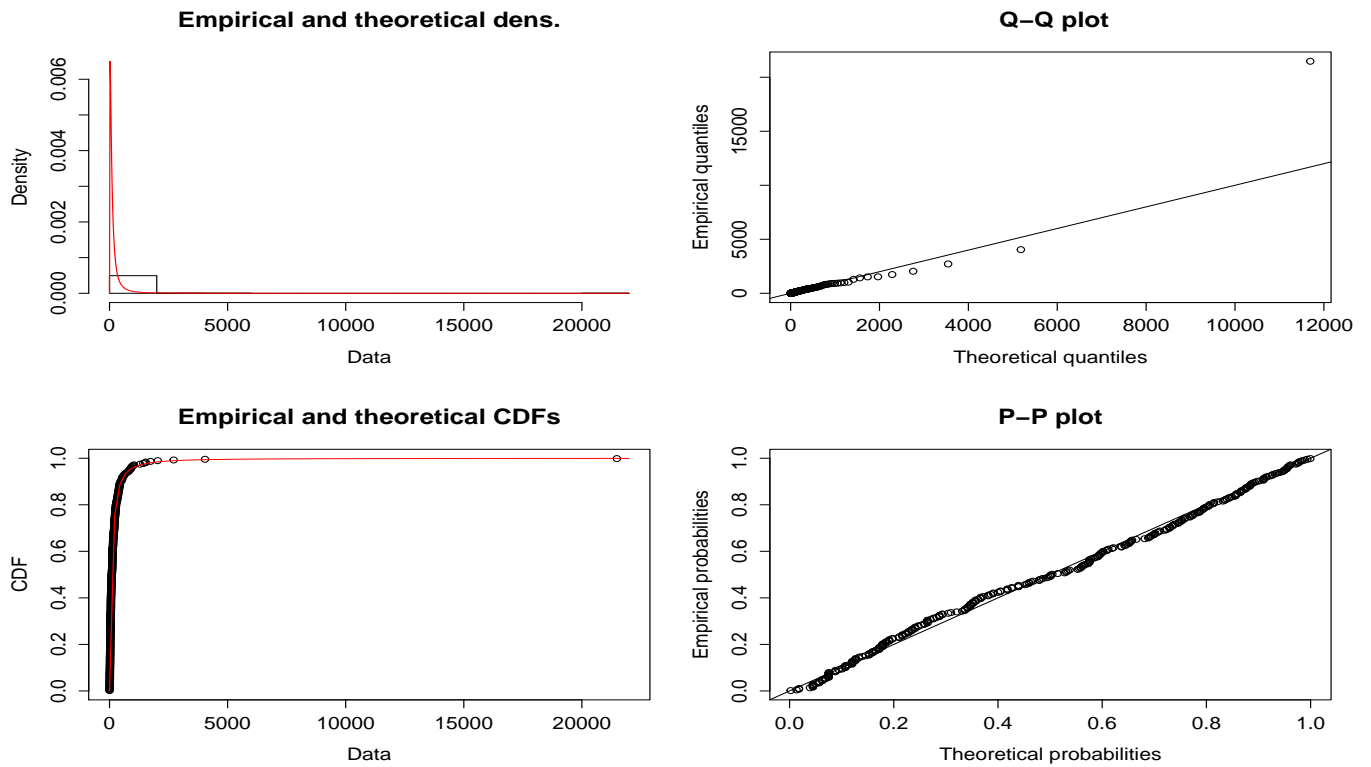 Empirical and theoretical dens.
Density
0.000 0.002 0.004 0.006
0 5000 10000 15000 20000
Data
Q−Q plot
Empirical quantiles
0 5000 15000
0 2000 4000 6000 8000 10000 12000
Theoretical quantiles
Empirical and theoretical CDFs
CDF
0.0 0.2 0.4 0.6 0.8 1.0
0 5000 10000 15000 20000
Data
P−P plot
Empirical probabilities
0.0 0.2 0.4 0.6 0.8 1.0
0.0 0.2 0.4 0.6 0.8 1.0
Theoretical probabilities